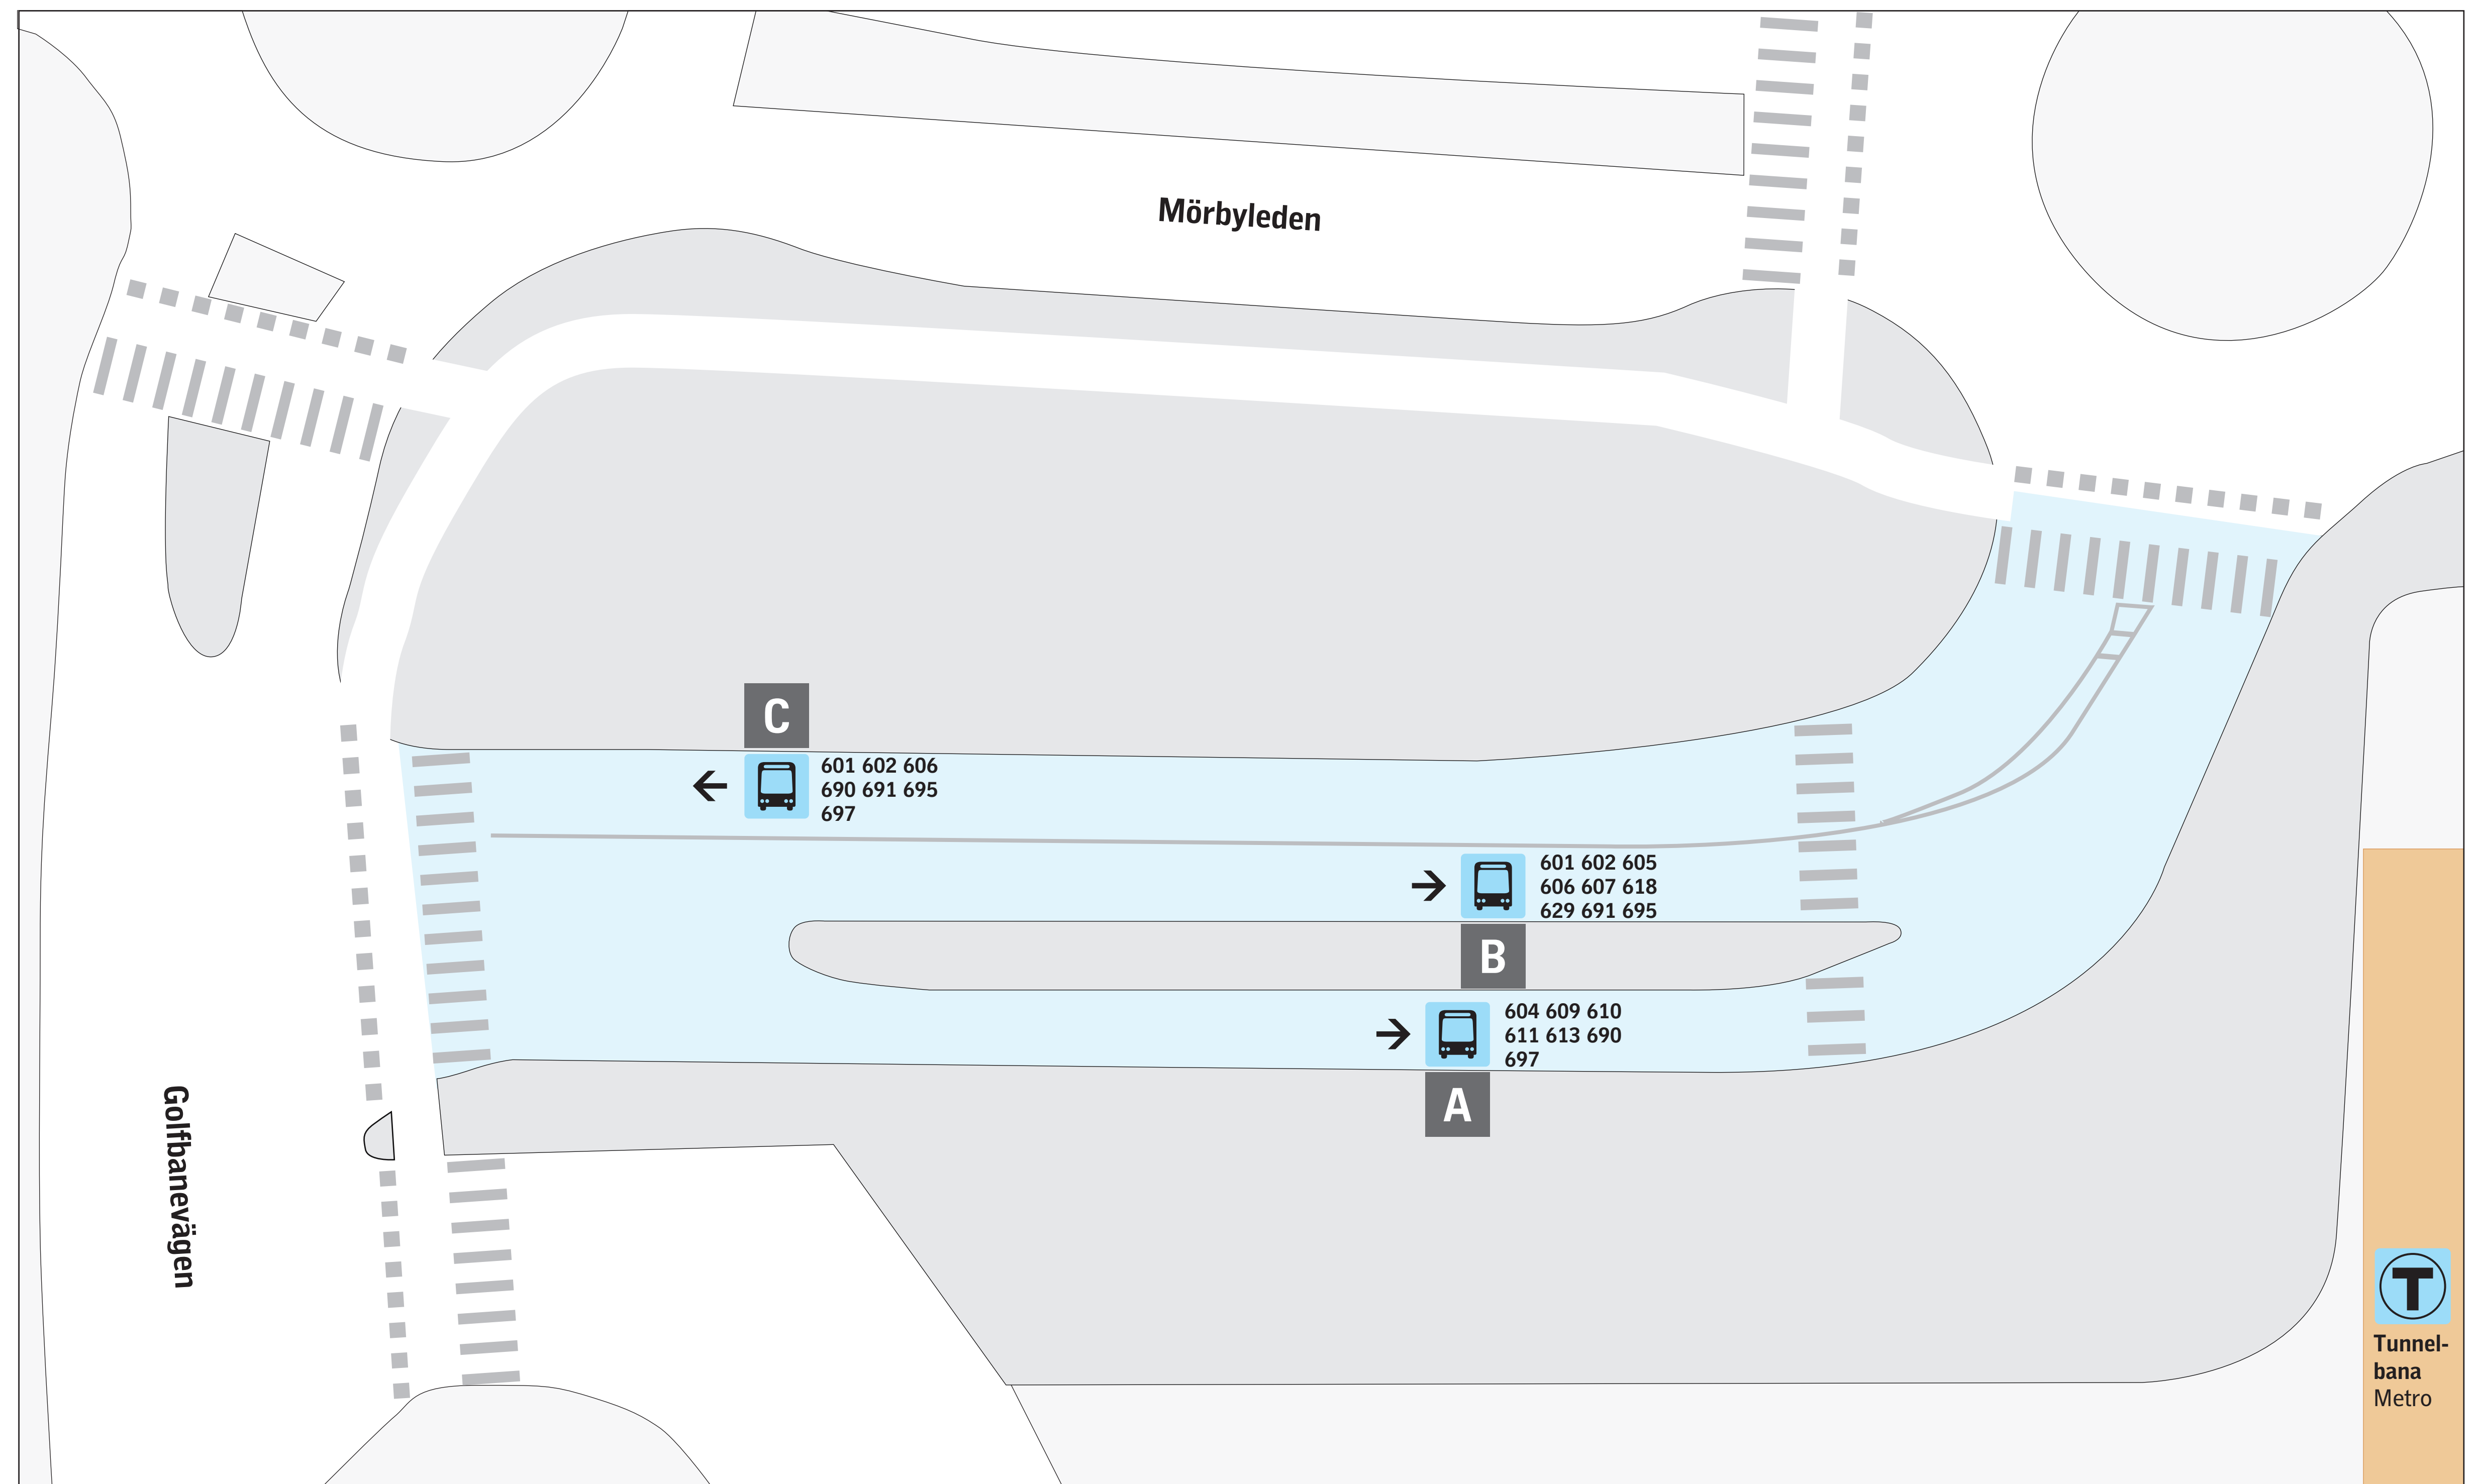 Mörbyleden
C
601 602 606
690 691 695
697
601 602 605
606 607 618
629 691 695
B
604 609 610
611 613 690
697
A
Golfbanevägen
T
Tunnel-
bana
Metro